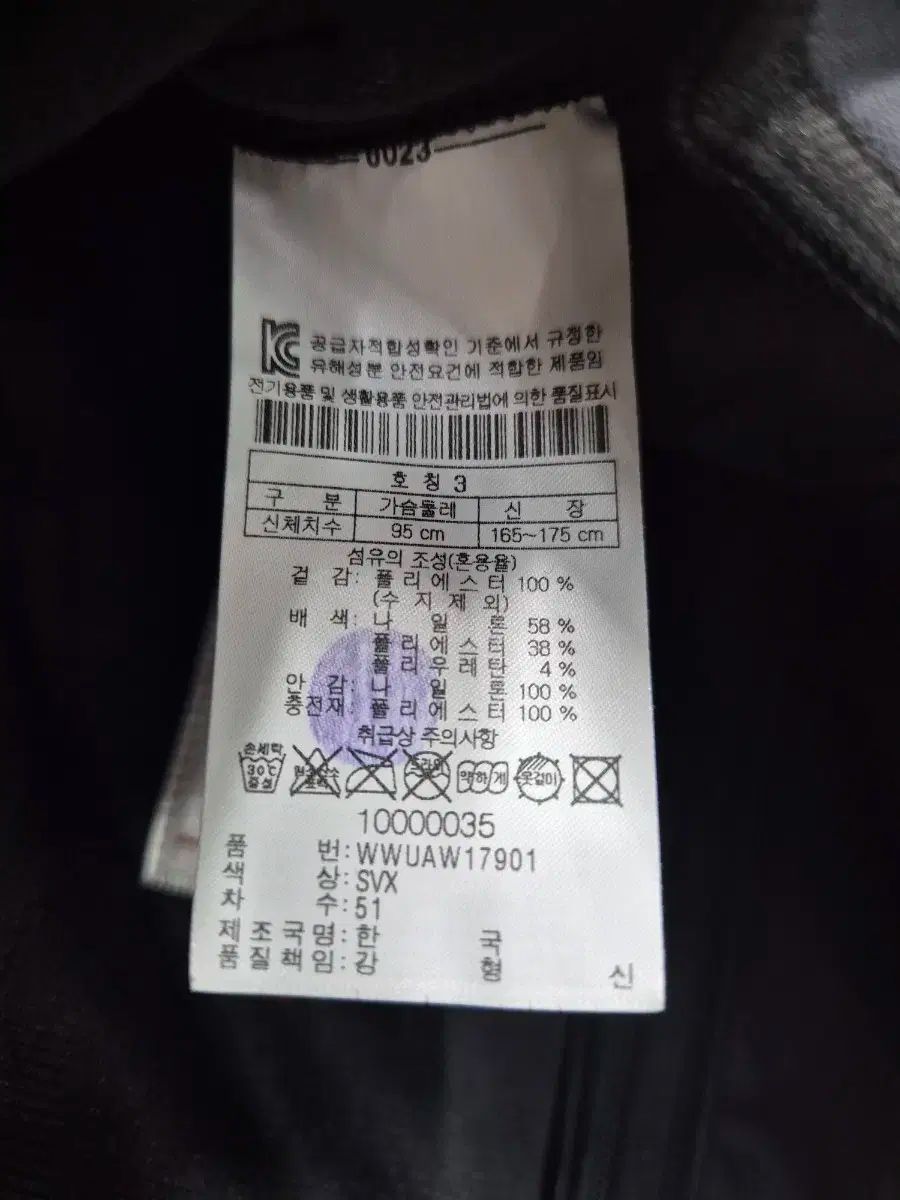 0023
공급자적합성확인 기준에서 규정한
유해성분 안전요건에 적합한 제품임
전기용품 및 생활용품 안전관리법에 의한 품질표시
호 칭 3
구 분 가슴둘레 신 장
신체치수 95 cm 165~175 cm
섬유의 조성(혼용율)
겉 감: 폴리에스터 100 %
(수지제외)
배 색: 나 일 론 58 %
폴리에스터 38 %
폴리우레탄 4 %
안 감: 나 일 론 100 %
충전재: 폴리에스터 100 %
취급상 주의사항
손세탁
30℃
중성
드라이
약하게
옷걸이
10000035
품 번: WWUAW17901
색 상: SVX
차 수: 51
제 조 국 명: 한 국
품 질 책 임: 강 형 신